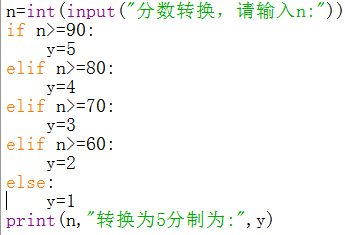 n=int(input("分数转换，请输入n:"))
if n>=90:
    y=5
elif n>=80:
    y=4
elif n>=70:
    y=3
elif n>=60:
    y=2
else:
    y=1
print(n,"转换为5分制为:",y)